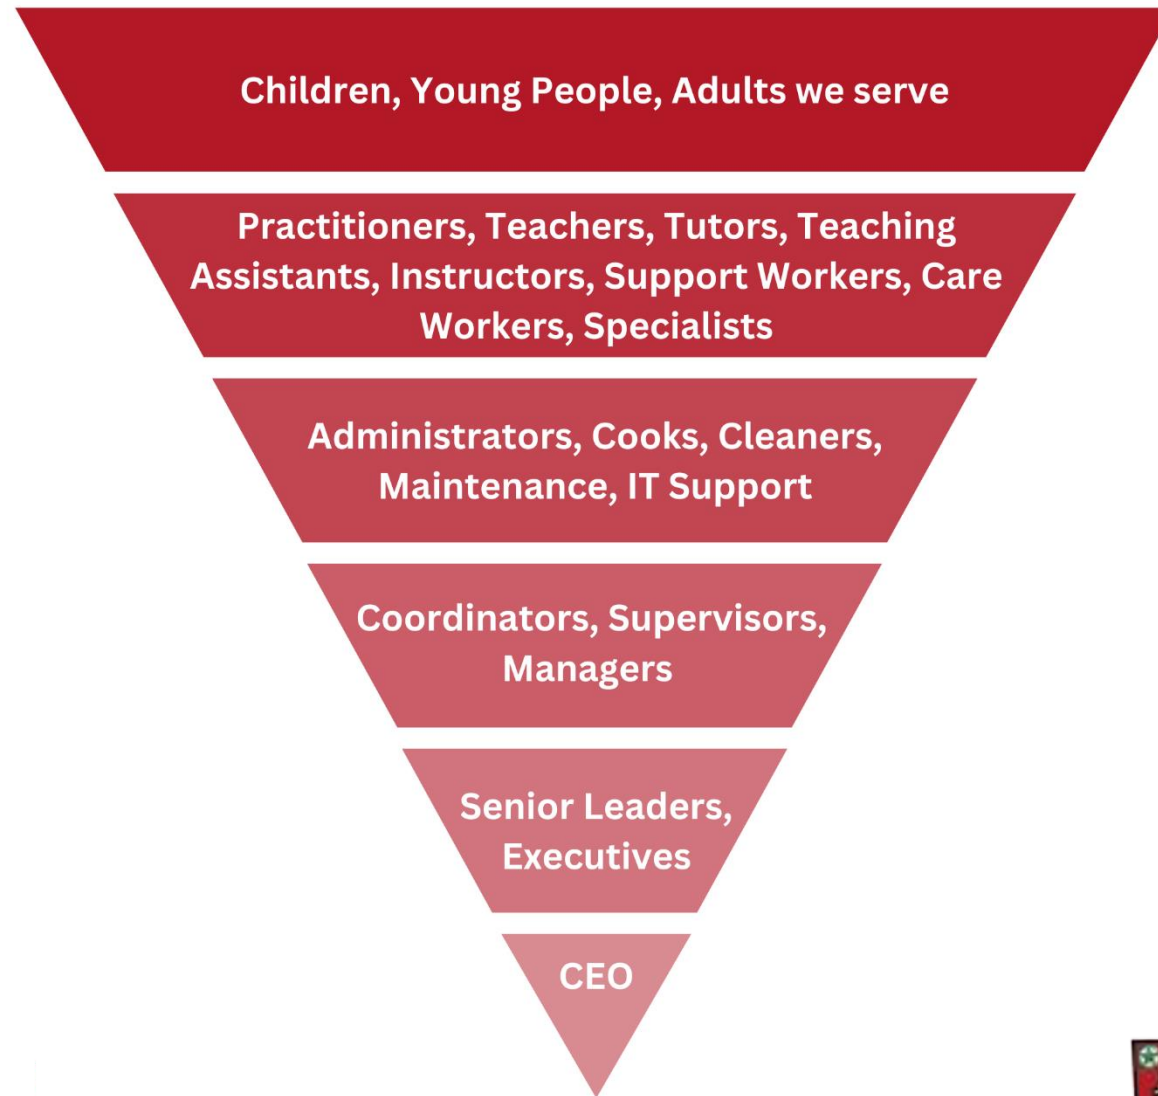 Children, Young People, Adults we serve
Practitioners, Teachers, Tutors, Teaching
Assistants, Instructors, Support Workers, Care
Workers, Specialists
Administrators, Cooks, Cleaners,
Maintenance, IT Support
Coordinators, Supervisors,
Managers
Senior Leaders,
Executives
CEO